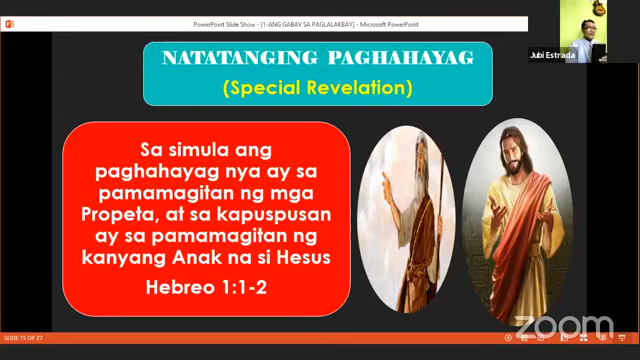 PowerPoint Slide Show - [1-ANG GABAY SA PAGLALAKBAY] - Microsoft PowerPoint
Jubi Estrada
NATATANGING PAGHAHAYAG
(Special Revelation)
Sa simula ang
paghahayag nya ay sa
pamamagitan ng mga
Propeta, at sa kapuspusan
ay sa pamamagitan ng
kanyang Anak na si Hesus
Hebreo 1:1-2
zoom
SLIDE 15 OF 27